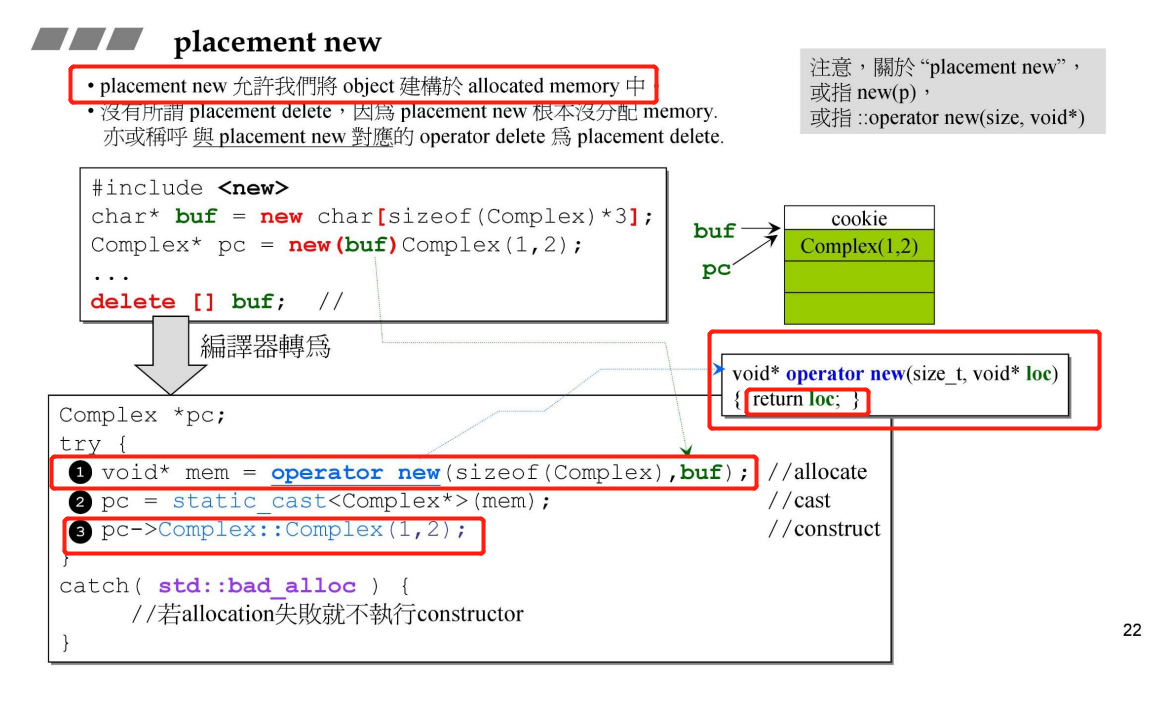 placement new
• placement new 允許我們將 object 建構於 allocated memory 中
• 沒有所謂 placement delete，因爲 placement new 根本沒分配 memory.
亦或稱呼 與 placement new 對應的 operator delete 爲 placement delete.
注意，關於 “placement new”，
或指 new(p)，
或指 ::operator new(size, void*)
#include <new>
char* buf = new char[sizeof(Complex)*3];
Complex* pc = new(buf)Complex(1,2);
...
delete [] buf; //
buf
pc
cookie
Complex(1,2)
編譯器轉爲
void* operator new(size_t, void* loc)
{ return loc; }
Complex *pc;
try {
❶ void* mem = operator new(sizeof(Complex),buf); //allocate
❷ pc = static_cast<Complex*>(mem); //cast
❸ pc->Complex::Complex(1,2); //construct
}
catch( std::bad_alloc ) {
//若allocation失敗就不執行constructor
}
22